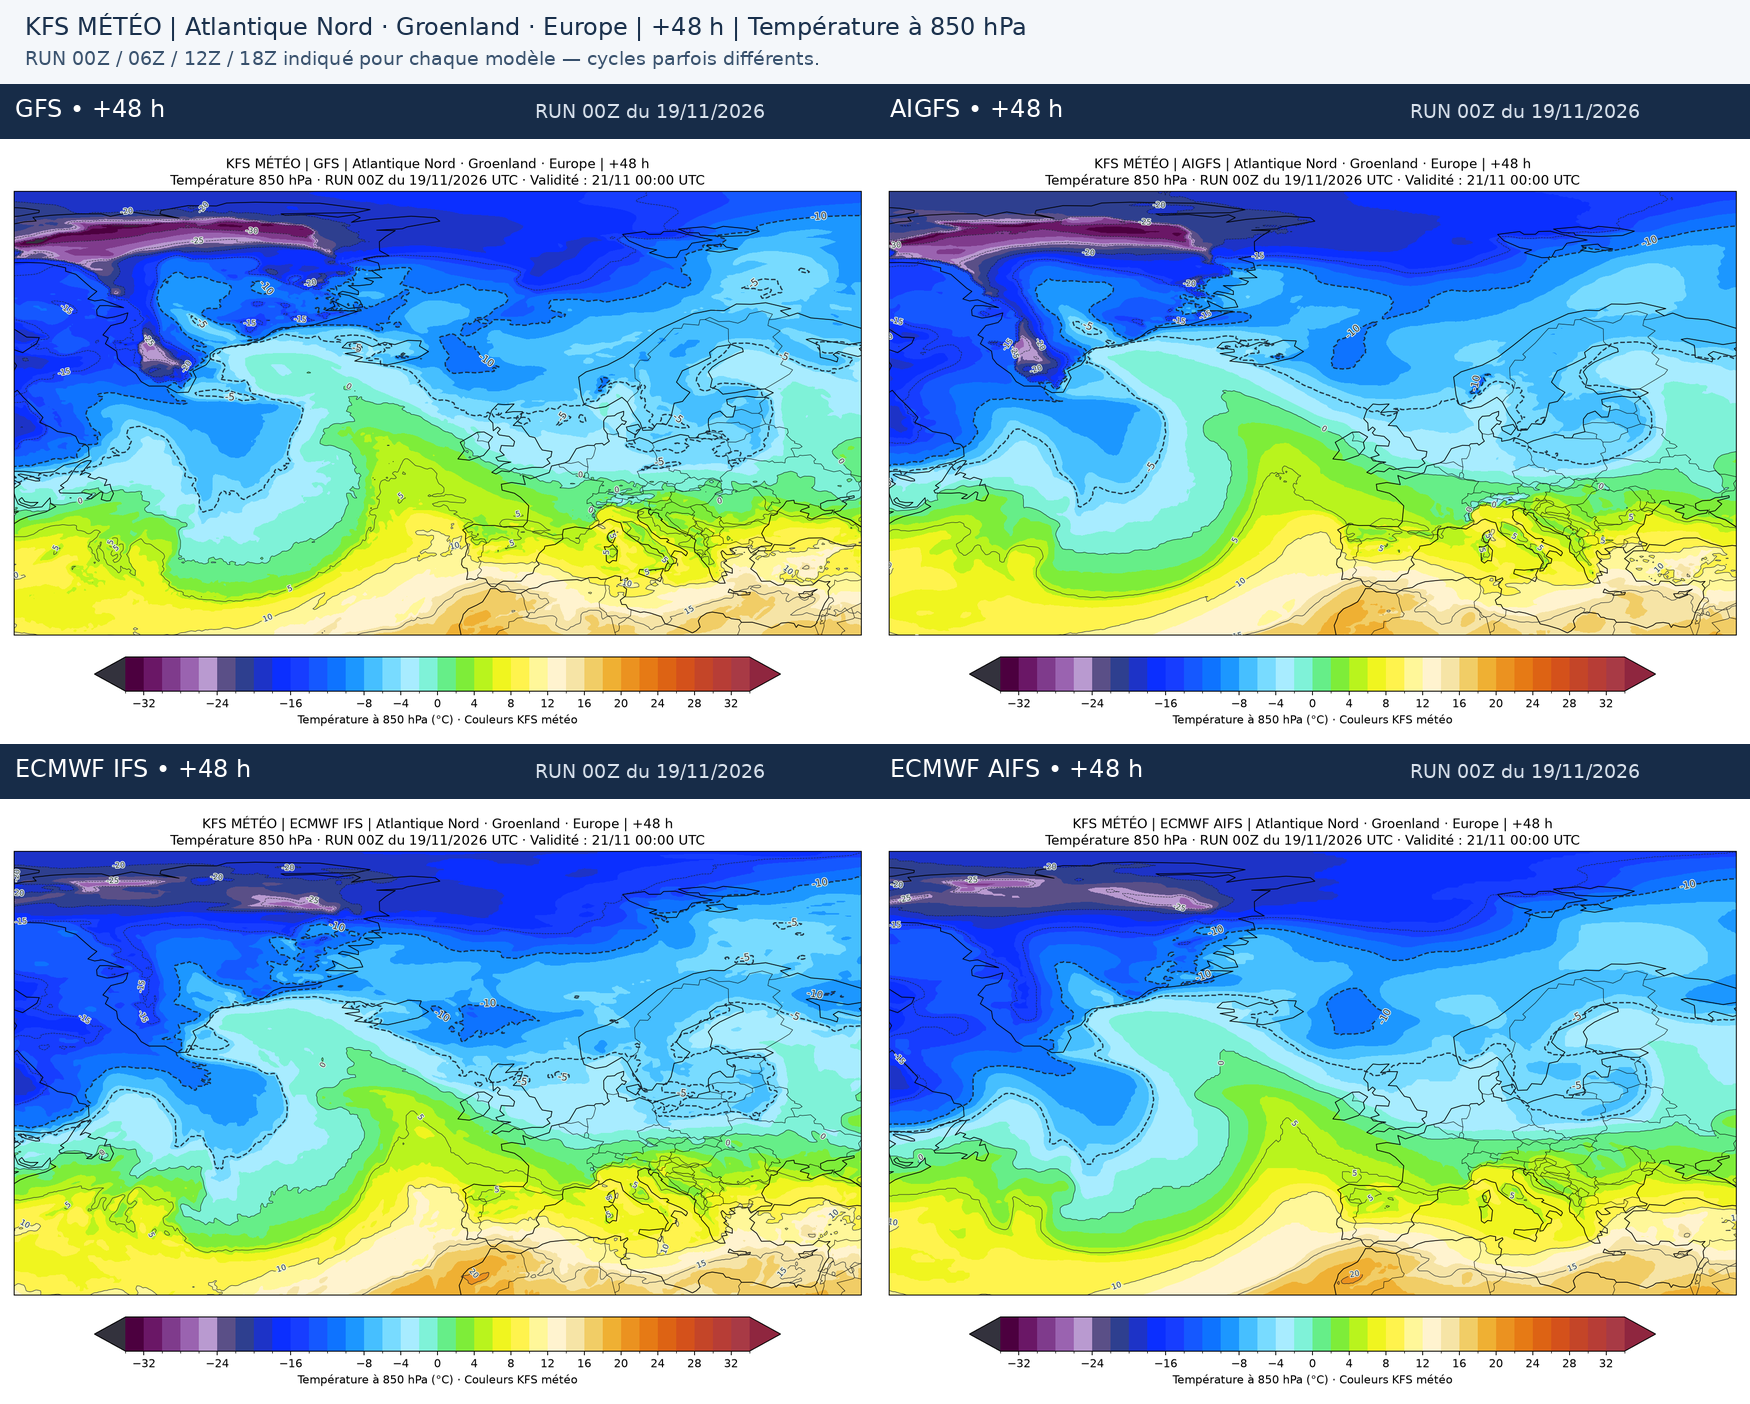 KFS MÉTÉO | Atlantique Nord · Groenland · Europe | +48 h | Température à 850 hPa
RUN 00Z / 06Z / 12Z / 18Z indiqué pour chaque modèle — cycles parfois différents.
GFS • +48 h RUN 00Z du 19/11/2026
KFS MÉTÉO | GFS | Atlantique Nord · Groenland · Europe | +48 h
Température 850 hPa · RUN 00Z du 19/11/2026 UTC · Validité : 21/11 00:00 UTC
−32 −24 −16 −8 −4 0 4 8 12 16 20 24 28 32
Température à 850 hPa (°C) · Couleurs KFS météo
AIGFS • +48 h RUN 00Z du 19/11/2026
KFS MÉTÉO | AIGFS | Atlantique Nord · Groenland · Europe | +48 h
Température 850 hPa · RUN 00Z du 19/11/2026 UTC · Validité : 21/11 00:00 UTC
−32 −24 −16 −8 −4 0 4 8 12 16 20 24 28 32
Température à 850 hPa (°C) · Couleurs KFS météo
ECMWF IFS • +48 h RUN 00Z du 19/11/2026
KFS MÉTÉO | ECMWF IFS | Atlantique Nord · Groenland · Europe | +48 h
Température 850 hPa · RUN 00Z du 19/11/2026 UTC · Validité : 21/11 00:00 UTC
−32 −24 −16 −8 −4 0 4 8 12 16 20 24 28 32
Température à 850 hPa (°C) · Couleurs KFS météo
ECMWF AIFS • +48 h RUN 00Z du 19/11/2026
KFS MÉTÉO | ECMWF AIFS | Atlantique Nord · Groenland · Europe | +48 h
Température 850 hPa · RUN 00Z du 19/11/2026 UTC · Validité : 21/11 00:00 UTC
−32 −24 −16 −8 −4 0 4 8 12 16 20 24 28 32
Température à 850 hPa (°C) · Couleurs KFS météo